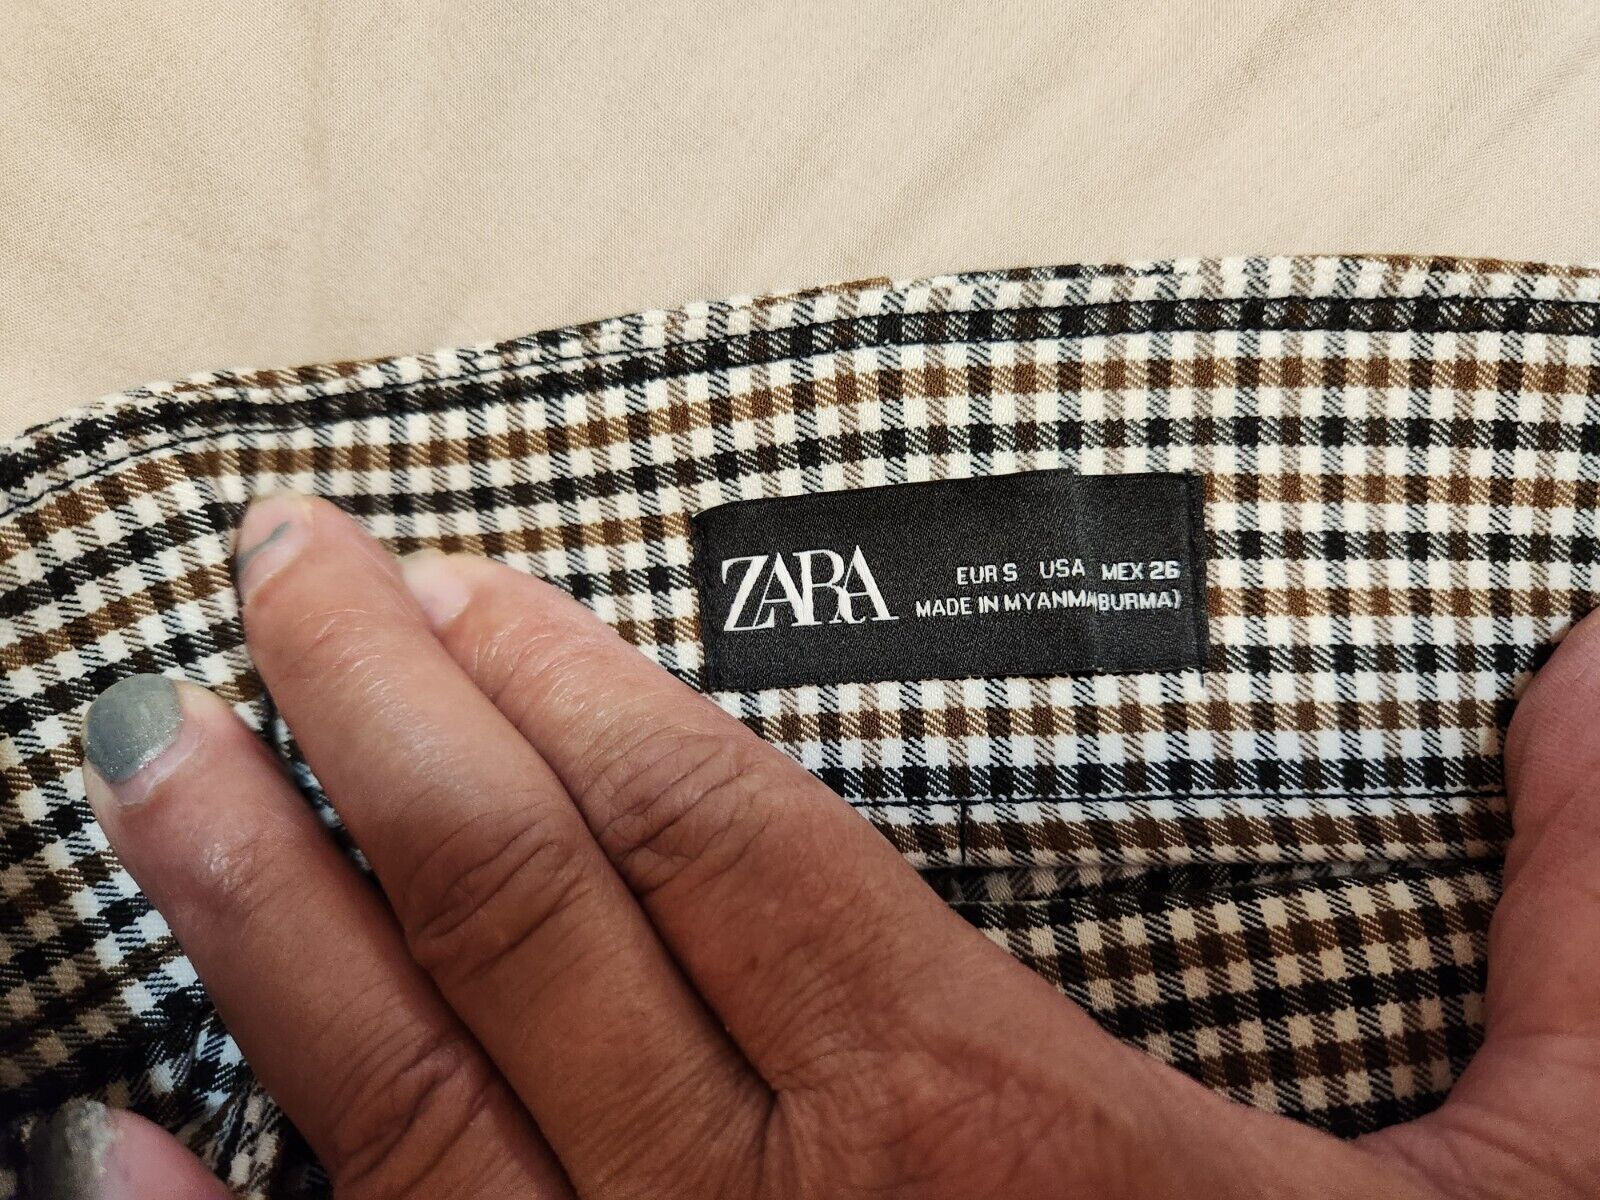 ZARA
EUR S USA MEX 26
MADE IN MYANMA(BURMA)